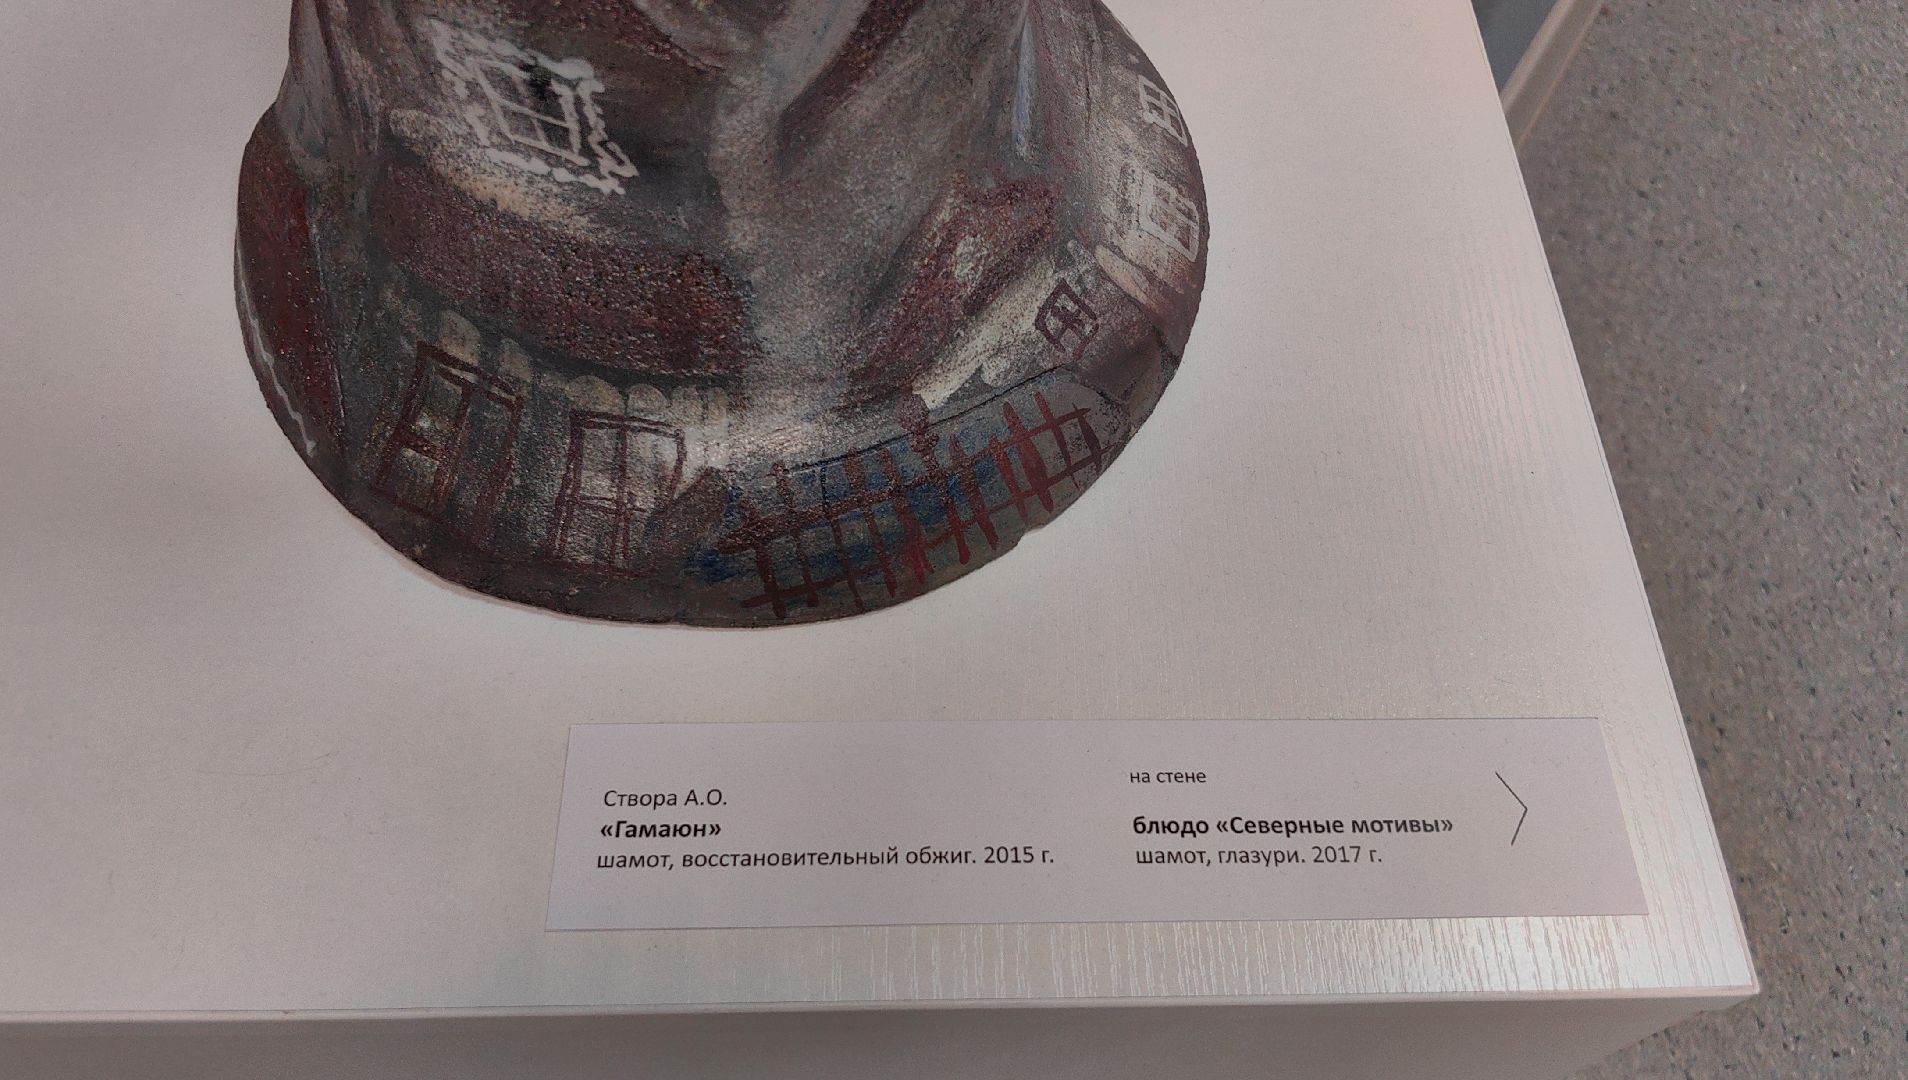 Створа А.О.
«Гамаюн»
шамот, восстановительный обжиг. 2015 г.
на стене
блюдо «Северные мотивы»
шамот, глазури. 2017 г.